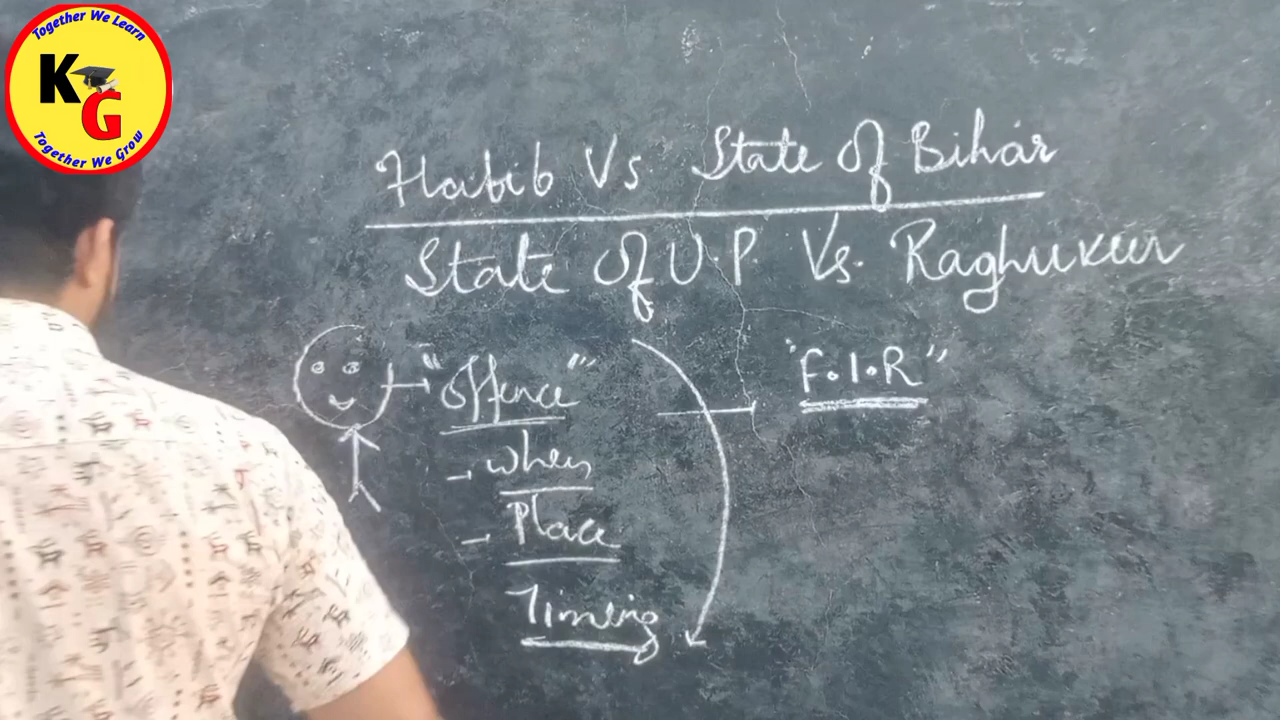 Together We Learn
KG
Together We Grow
Habib Vs State Of Bihar
State Of U.P. Vs. Raghuveer
"Offence"
"F.I.R"
- when
- Place
Timing